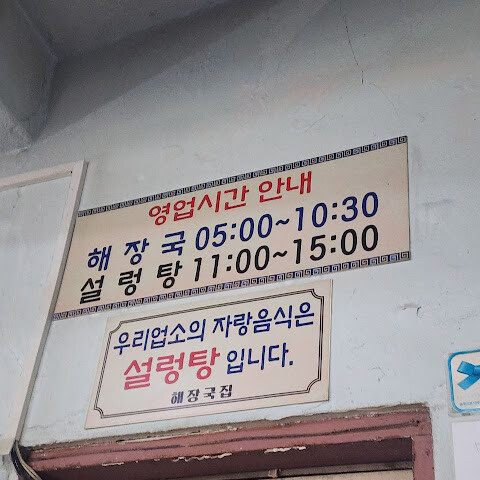 영업시간 안내
해장국 05:00~10:30
설렁탕 11:00~15:00
우리업소의 자랑음식은
설렁탕 입니다.
해장국집